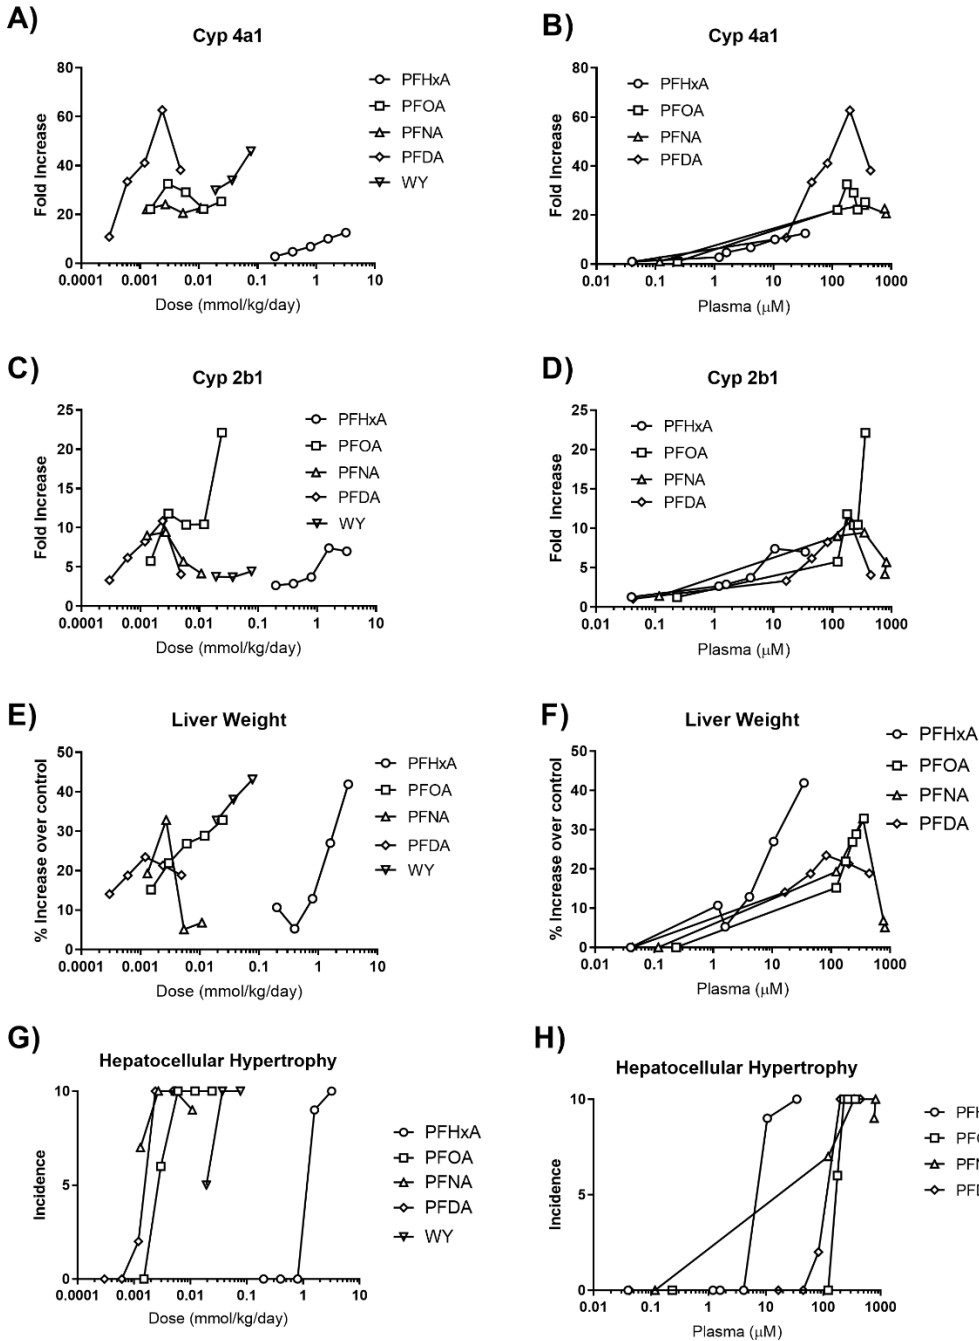 A)
Cyp 4a1
Fold Increase
80
60
40
20
0
0.0001 0.001 0.01 0.1 1 10
Dose (mmol/kg/day)
PFHxA
PFOA
PFNA
PFDA
WY
B)
Cyp 4a1
Fold Increase
80
60
40
20
0
0.01 0.1 1 10 100 1000
Plasma (μM)
PFHxA
PFOA
PFNA
PFDA
C)
Cyp 2b1
Fold Increase
25
20
15
10
5
0
0.0001 0.001 0.01 0.1 1 10
Dose (mmol/kg/day)
PFHxA
PFOA
PFNA
PFDA
WY
D)
Cyp 2b1
Fold Increase
25
20
15
10
5
0
0.01 0.1 1 10 100 1000
Plasma (μM)
PFHxA
PFOA
PFNA
PFDA
E)
Liver Weight
% Increase over control
50
40
30
20
10
0
0.0001 0.001 0.01 0.1 1 10
Dose (mmol/kg/day)
PFHxA
PFOA
PFNA
PFDA
WY
F)
Liver Weight
% Increase over control
50
40
30
20
10
0
0.01 0.1 1 10 100 1000
Plasma (μM)
PFHxA
PFOA
PFNA
PFDA
G)
Hepatocellular Hypertrophy
Incidence
10
5
0
0.0001 0.001 0.01 0.1 1 10
Dose (mmol/kg/day)
PFHxA
PFOA
PFNA
PFDA
WY
H)
Hepatocellular Hypertrophy
Incidence
10
5
0
0.01 0.1 1 10 100 1000
Plasma (μM)